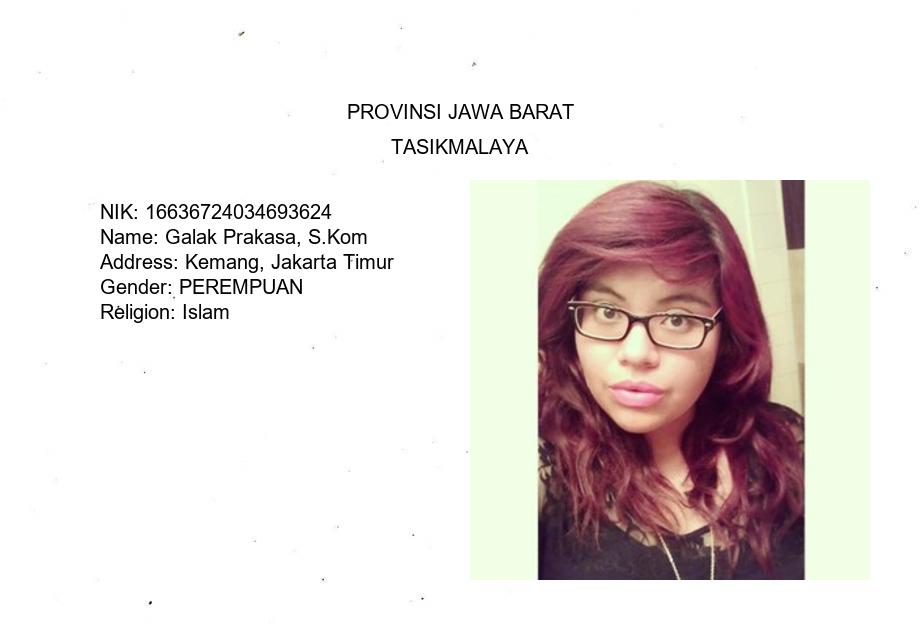 PROVINSI JAWA BARAT
TASIKMALAYA
NIK: 16636724034693624
Name: Galak Prakasa, S.Kom
Address: Kemang, Jakarta Timur
Gender: PEREMPUAN
Religion: Islam